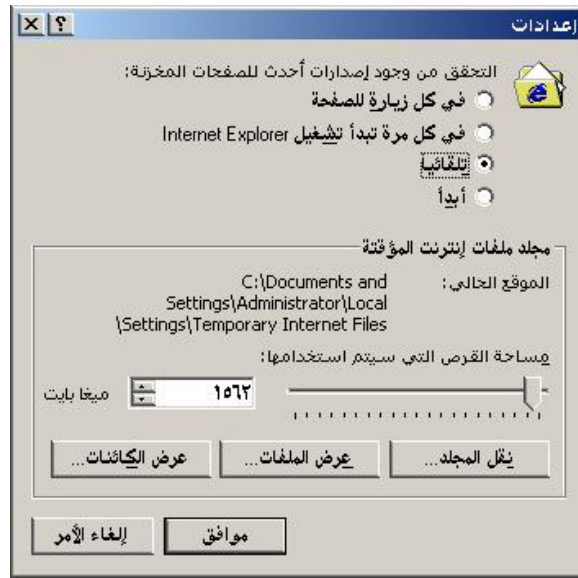 إعدادات
التحقق من وجود إصدارات أحدث للصفحات المخزنة:
في كل زيارة للصفحة
في كل مرة تبدأ تشغيل Internet Explorer
تلقائيا
أبدأ
مجلد ملفات إنترنت المؤقتة
الموقع الحالي: C:\Documents and
Settings\Administrator\Local
\Settings\Temporary Internet Files
مساحة القرص التي سيتم استخدامها:
١٥٦٢ ميغا بايت
نقل المجلد... عرض الملفات... عرض الكائنات...
موافق إلغاء الأمر